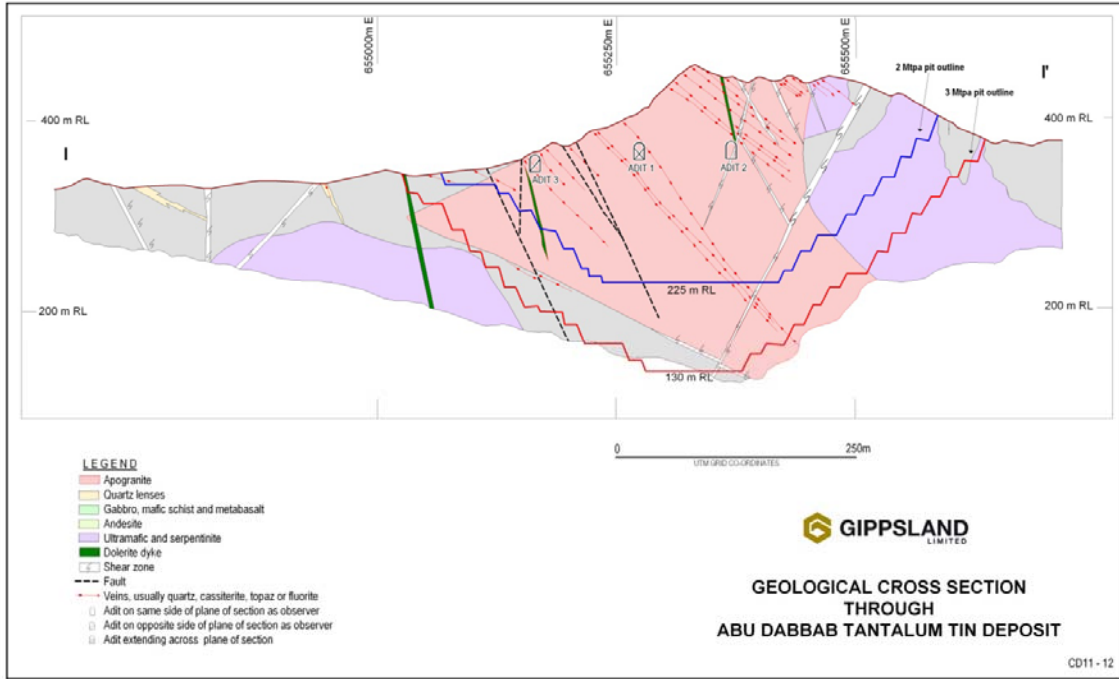 655000m E
655250m E
655500m E
2 Mtpa pit outline
I'
3 Mtpa pit outline
400 m RL
400 m RL
I
ADIT 3
ADIT 1
ADIT 2
225 m RL
200 m RL
200 m RL
130 m RL
0
250m
UTM GRID CO-ORDINATES
LEGEND
Apogranite
Quartz lenses
Gabbro, mafic schist and metabasalt
Andesite
Ultramafic and serpentinite
Dolerite dyke
Shear zone
Fault
Veins, usually quartz, cassiterite, topaz or fluorite
Adit on same side of plane of section as observer
Adit on opposite side of plane of section as observer
Adit extending across plane of section
GIPPSLAND
LIMITED
GEOLOGICAL CROSS SECTION
THROUGH
ABU DABBAB TANTALUM TIN DEPOSIT
CD11 - 12